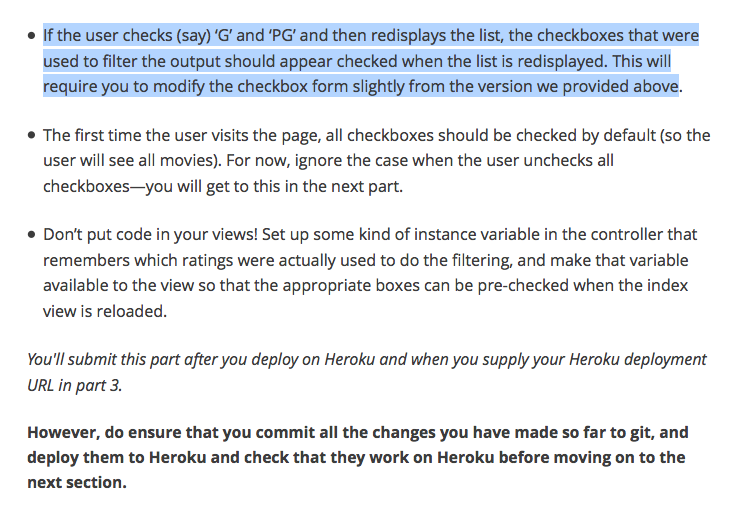 • If the user checks (say) ‘G’ and ‘PG’ and then redisplays the list, the checkboxes that were
used to filter the output should appear checked when the list is redisplayed. This will
require you to modify the checkbox form slightly from the version we provided above.
• The first time the user visits the page, all checkboxes should be checked by default (so the
user will see all movies). For now, ignore the case when the user unchecks all
checkboxes—you will get to this in the next part.
• Don’t put code in your views! Set up some kind of instance variable in the controller that
remembers which ratings were actually used to do the filtering, and make that variable
available to the view so that the appropriate boxes can be pre-checked when the index
view is reloaded.
You'll submit this part after you deploy on Heroku and when you supply your Heroku deployment
URL in part 3.
However, do ensure that you commit all the changes you have made so far to git, and
deploy them to Heroku and check that they work on Heroku before moving on to the
next section.